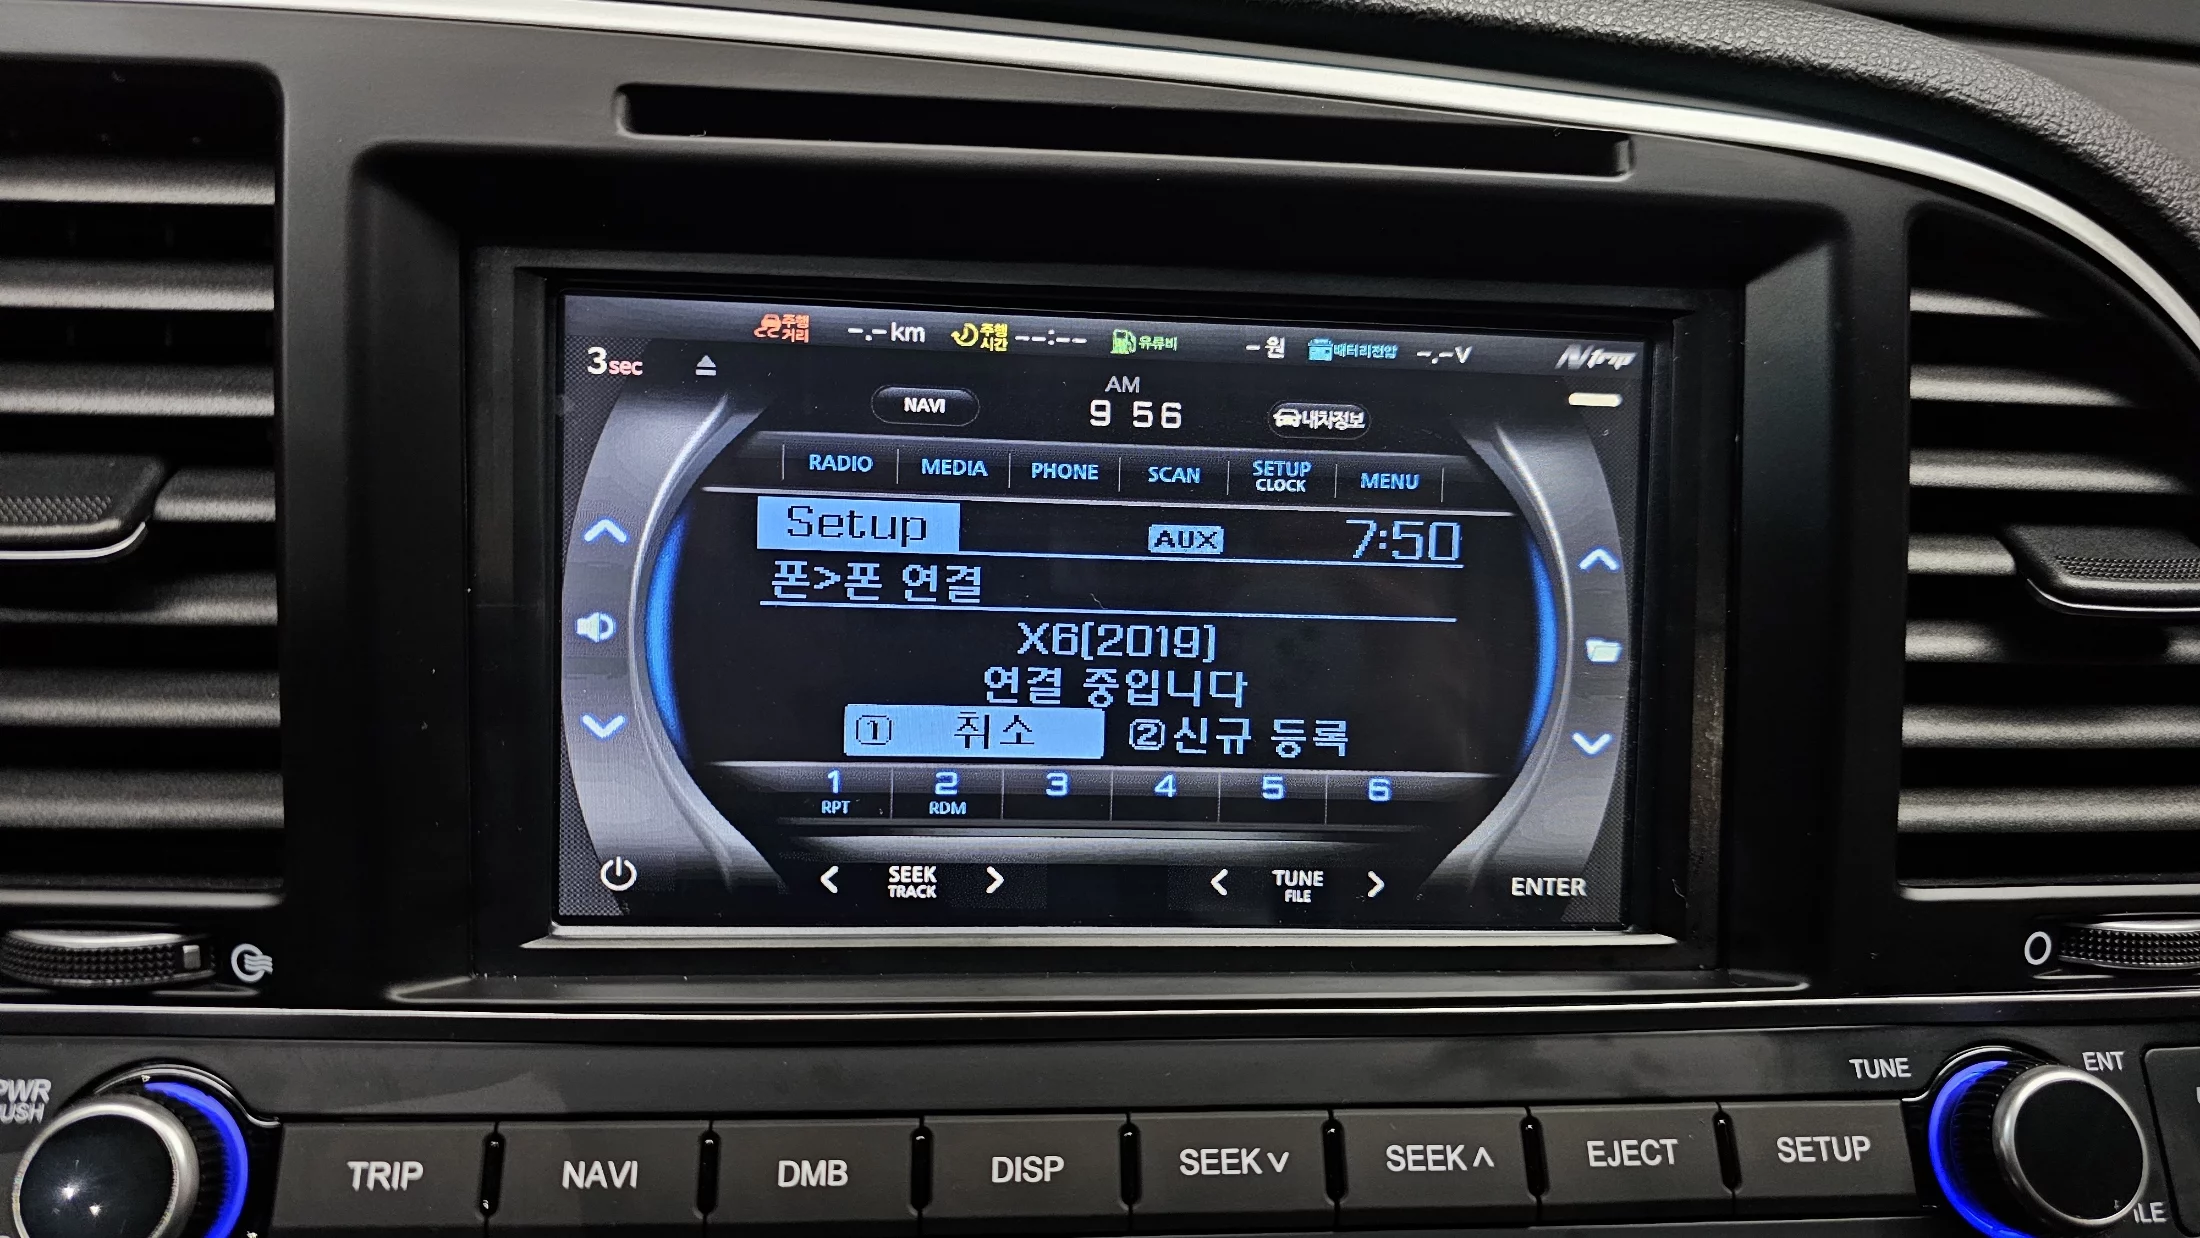 주행거리 -.-km 주행시간 --:-- 유류비 -원 배터리전압 -.-V Ntrip
3sec
AM
NAVI 9 56 내차정보
RADIO MEDIA PHONE SCAN SETUP CLOCK MENU
Setup AUX 7:50
폰>폰 연결
X6(2019)
연결 중입니다
① 취소 ②신규 등록
1 RPT 2 RDM 3 4 5 6
< SEEK TRACK > < TUNE FILE > ENTER
PWR
TUNE ENT
TRIP NAVI DMB DISP SEEK∨ SEEK∧ EJECT SETUP